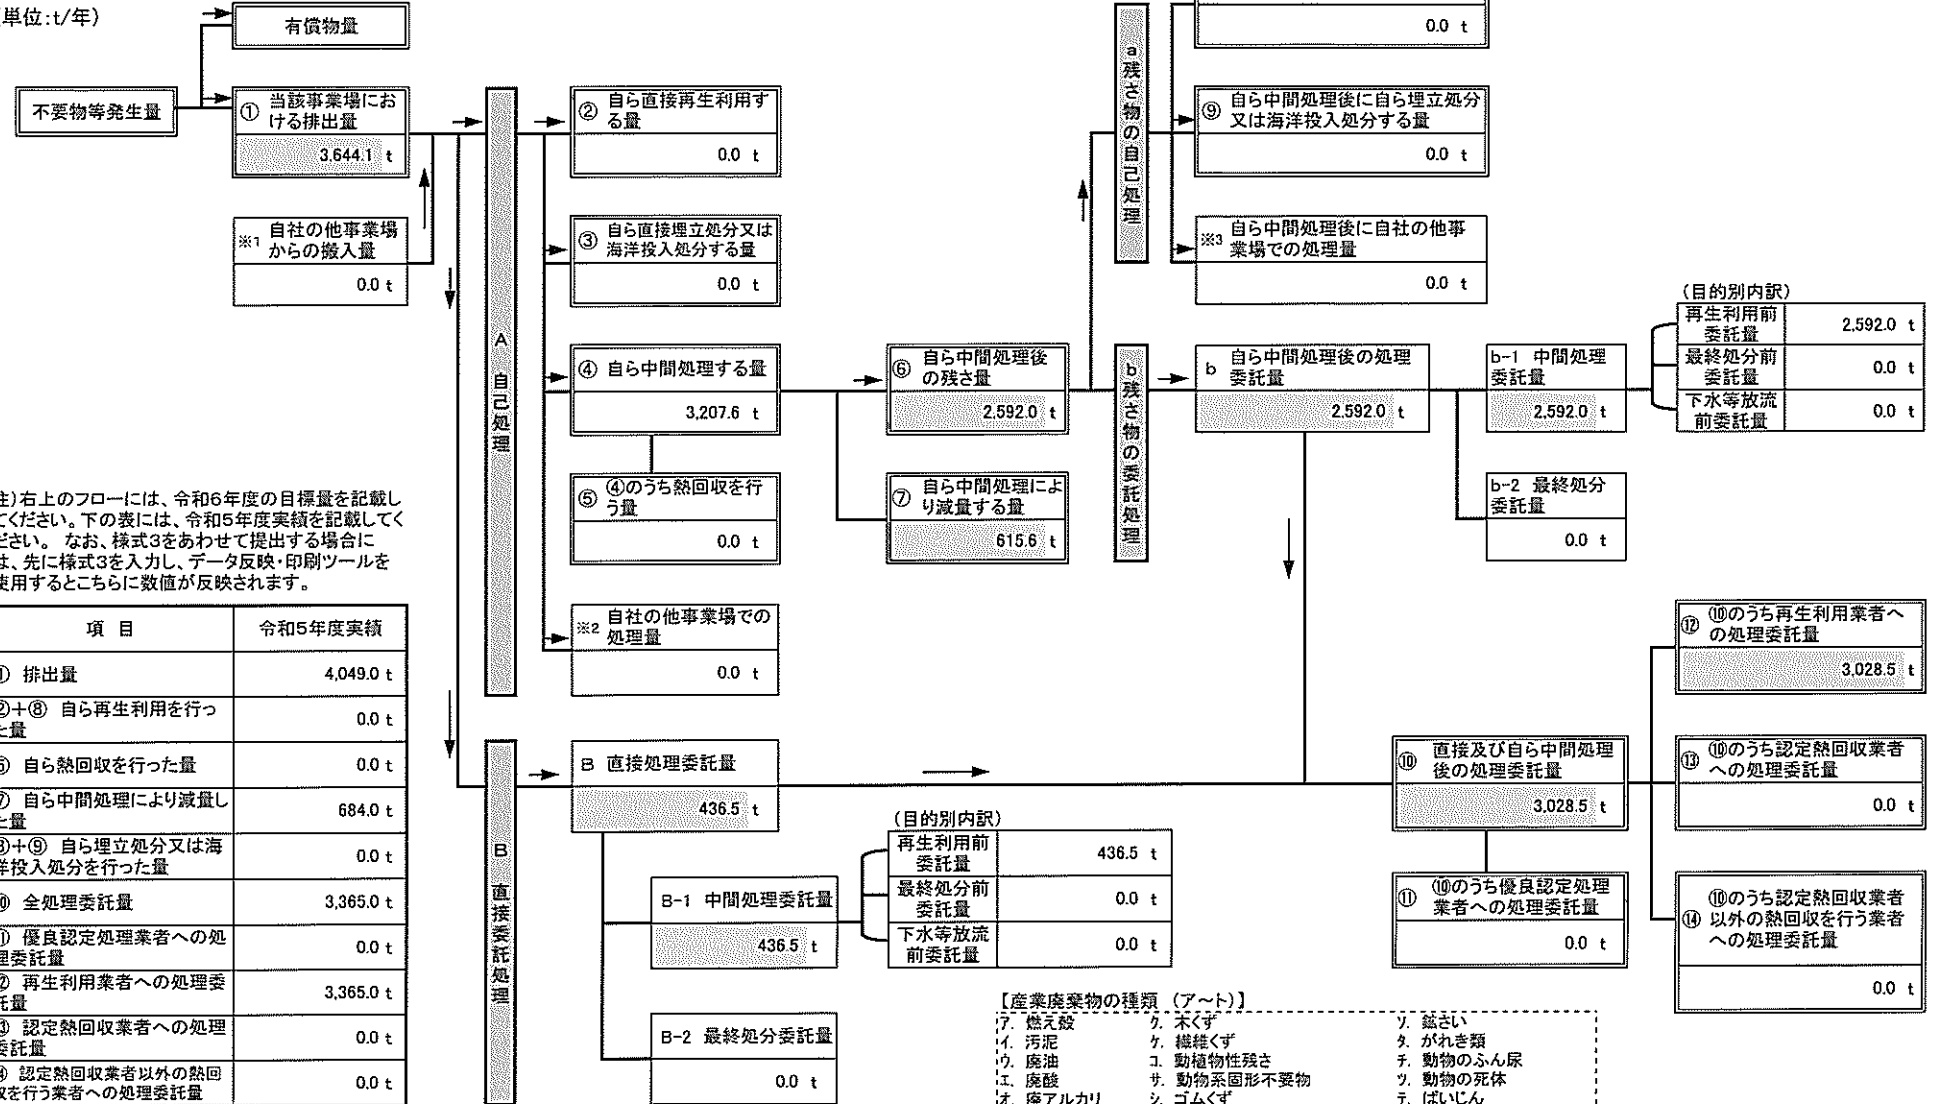 単位:t/年)
有償物量
不要物等発生量
① 当該事業場にお
ける排出量
3,644.1 t
※1 自社の他事業場
からの搬入量
0.0 t
A 自己処理
② 自ら直接再生利用す
る量
0.0 t
③ 自ら直接埋立処分又は
海洋投入処分する量
0.0 t
④ 自ら中間処理する量
3,207.6 t
⑤ ④のうち熱回収を行
う量
0.0 t
※2 自社の他事業場での
処理量
0.0 t
⑥ 自ら中間処理後
の残さ量
2,592.0 t
⑦ 自ら中間処理によ
り減量する量
615.6 t
a 残さ物の自己処理
0.0 t
⑨ 自ら中間処理後に自ら埋立処分
又は海洋投入処分する量
0.0 t
※3 自ら中間処理後に自社の他事
業場での処理量
0.0 t
b 残さ物の委託処理
b 自ら中間処理後の処理
委託量
2,592.0 t
b-1 中間処理
委託量
2,592.0 t
(目的別内訳)
再生利用前
委託量
2,592.0 t
最終処分前
委託量
0.0 t
下水等放流
前委託量
0.0 t
b-2 最終処分
委託量
0.0 t
注)右上のフローには、令和6年度の目標量を記載し
てください。下の表には、令和5年度実績を記載してく
ださい。 なお、様式3をあわせて提出する場合に
は、先に様式3を入力し、データ反映・印刷ツールを
使用するとこちらに数値が反映されます。
項 目 令和5年度実績
① 排出量 4,049.0 t
②+⑧ 自ら再生利用を行っ
た量 0.0 t
自ら熱回収を行った量 0.0 t
⑦ 自ら中間処理により減量し
た量 684.0 t
③+⑨ 自ら埋立処分又は海
洋投入処分を行った量 0.0 t
⑩ 全処理委託量 3,365.0 t
⑪ 優良認定処理業者への処
理委託量 0.0 t
⑫ 再生利用業者への処理委
託量 3,365.0 t
⑬ 認定熱回収業者への処理
委託量 0.0 t
⑭ 認定熱回収業者以外の熱回
収を行う業者への処理委託量 0.0 t
B 直接委託処理
B 直接処理委託量
436.5 t
B-1 中間処理委託量
436.5 t
(目的別内訳)
再生利用前
委託量
436.5 t
最終処分前
委託量
0.0 t
下水等放流
前委託量
0.0 t
B-2 最終処分委託量
0.0 t
⑩ 直接及び自ら中間処理
後の処理委託量
3,028.5 t
⑪ ⑩のうち優良認定処理
業者への処理委託量
0.0 t
⑫ ⑩のうち再生利用業者へ
の処理委託量
3,028.5 t
⑬ ⑩のうち認定熱回収業者
への処理委託量
0.0 t
⑭ ⑩のうち認定熱回収業者
以外の熱回収を行う業者
への処理委託量
0.0 t
【産業廃棄物の種類 (ア~ト)】
ア. 燃え殻 ク. 木くず ソ. 鉱さい
イ. 汚泥 ケ. 繊維くず タ. がれき類
ウ. 廃油 コ. 動植物性残さ チ. 動物のふん尿
エ. 廃酸 サ. 動物系固形不要物 ツ. 動物の死体
オ. 廃アルカリ シ. ゴムくず テ. ばいじん